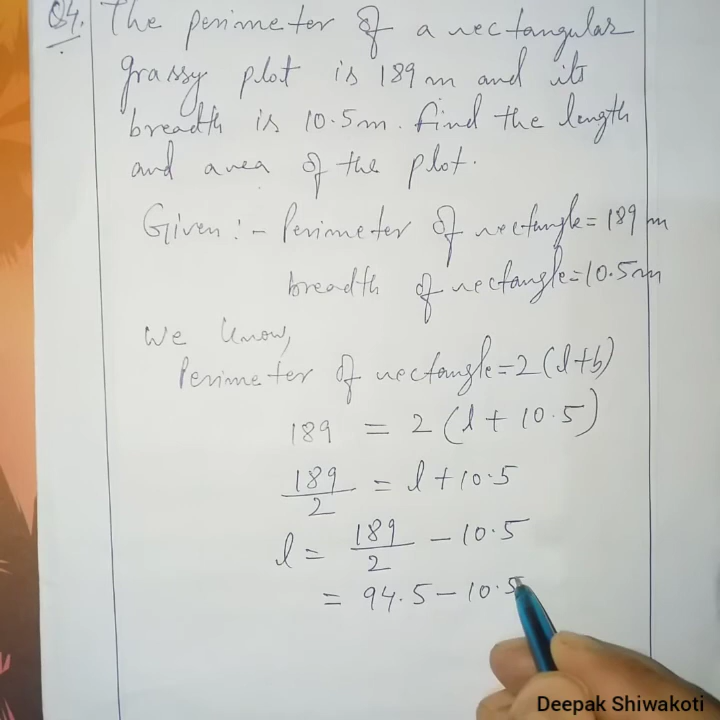 Q4. The perimeter of a rectangular
grassy plot is 189 m and its
breadth is 10.5m. find the length
and area of the plot.
Given :- Perimeter of rectangle = 189 m
breadth of rectangle = 10.5m
We know,
Perimeter of rectangle = 2 (l+b)
189 = 2 (l + 10.5)
189/2 = l + 10.5
l = 189/2 - 10.5
= 94.5 - 10.5
Deepak Shiwakoti